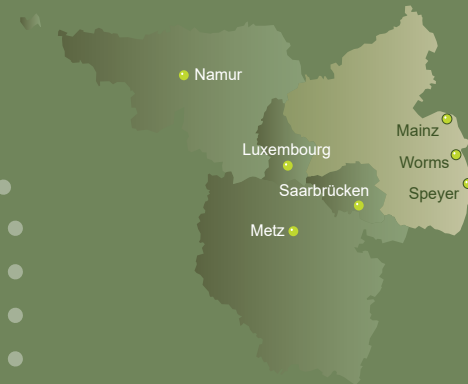 Namur
Mainz
Luxembourg
Worms
Saarbrücken
Speyer
Metz